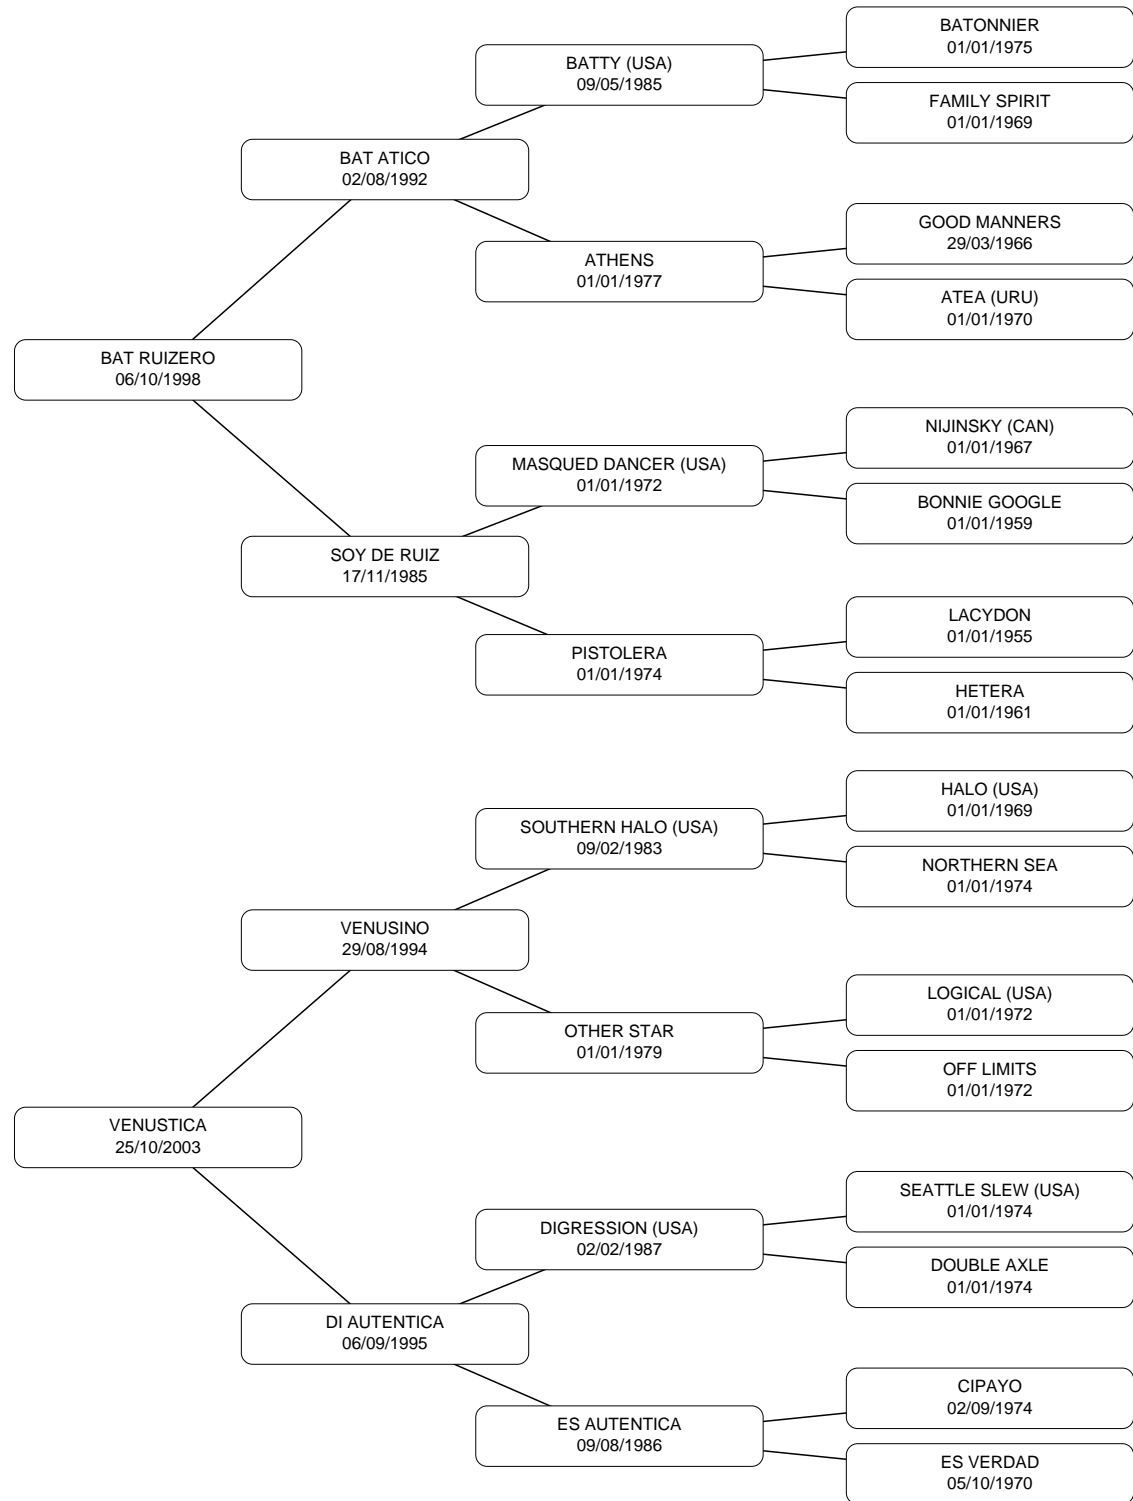 BATONNIER
01/01/1975
BATTY (USA)
09/05/1985
FAMILY SPIRIT
01/01/1969
BAT ATICO
02/08/1992
GOOD MANNERS
29/03/1966
ATHENS
01/01/1977
ATEA (URU)
01/01/1970
BAT RUIZERO
06/10/1998
NIJINSKY (CAN)
01/01/1967
MASQUED DANCER (USA)
01/01/1972
BONNIE GOOGLE
01/01/1959
SOY DE RUIZ
17/11/1985
LACYDON
01/01/1955
PISTOLERA
01/01/1974
HETERA
01/01/1961
HALO (USA)
01/01/1969
SOUTHERN HALO (USA)
09/02/1983
NORTHERN SEA
01/01/1974
VENUSINO
29/08/1994
LOGICAL (USA)
01/01/1972
OTHER STAR
01/01/1979
OFF LIMITS
01/01/1972
VENUSTICA
25/10/2003
SEATTLE SLEW (USA)
01/01/1974
DIGRESSION (USA)
02/02/1987
DOUBLE AXLE
01/01/1974
DI AUTENTICA
06/09/1995
CIPAYO
02/09/1974
ES AUTENTICA
09/08/1986
ES VERDAD
05/10/1970